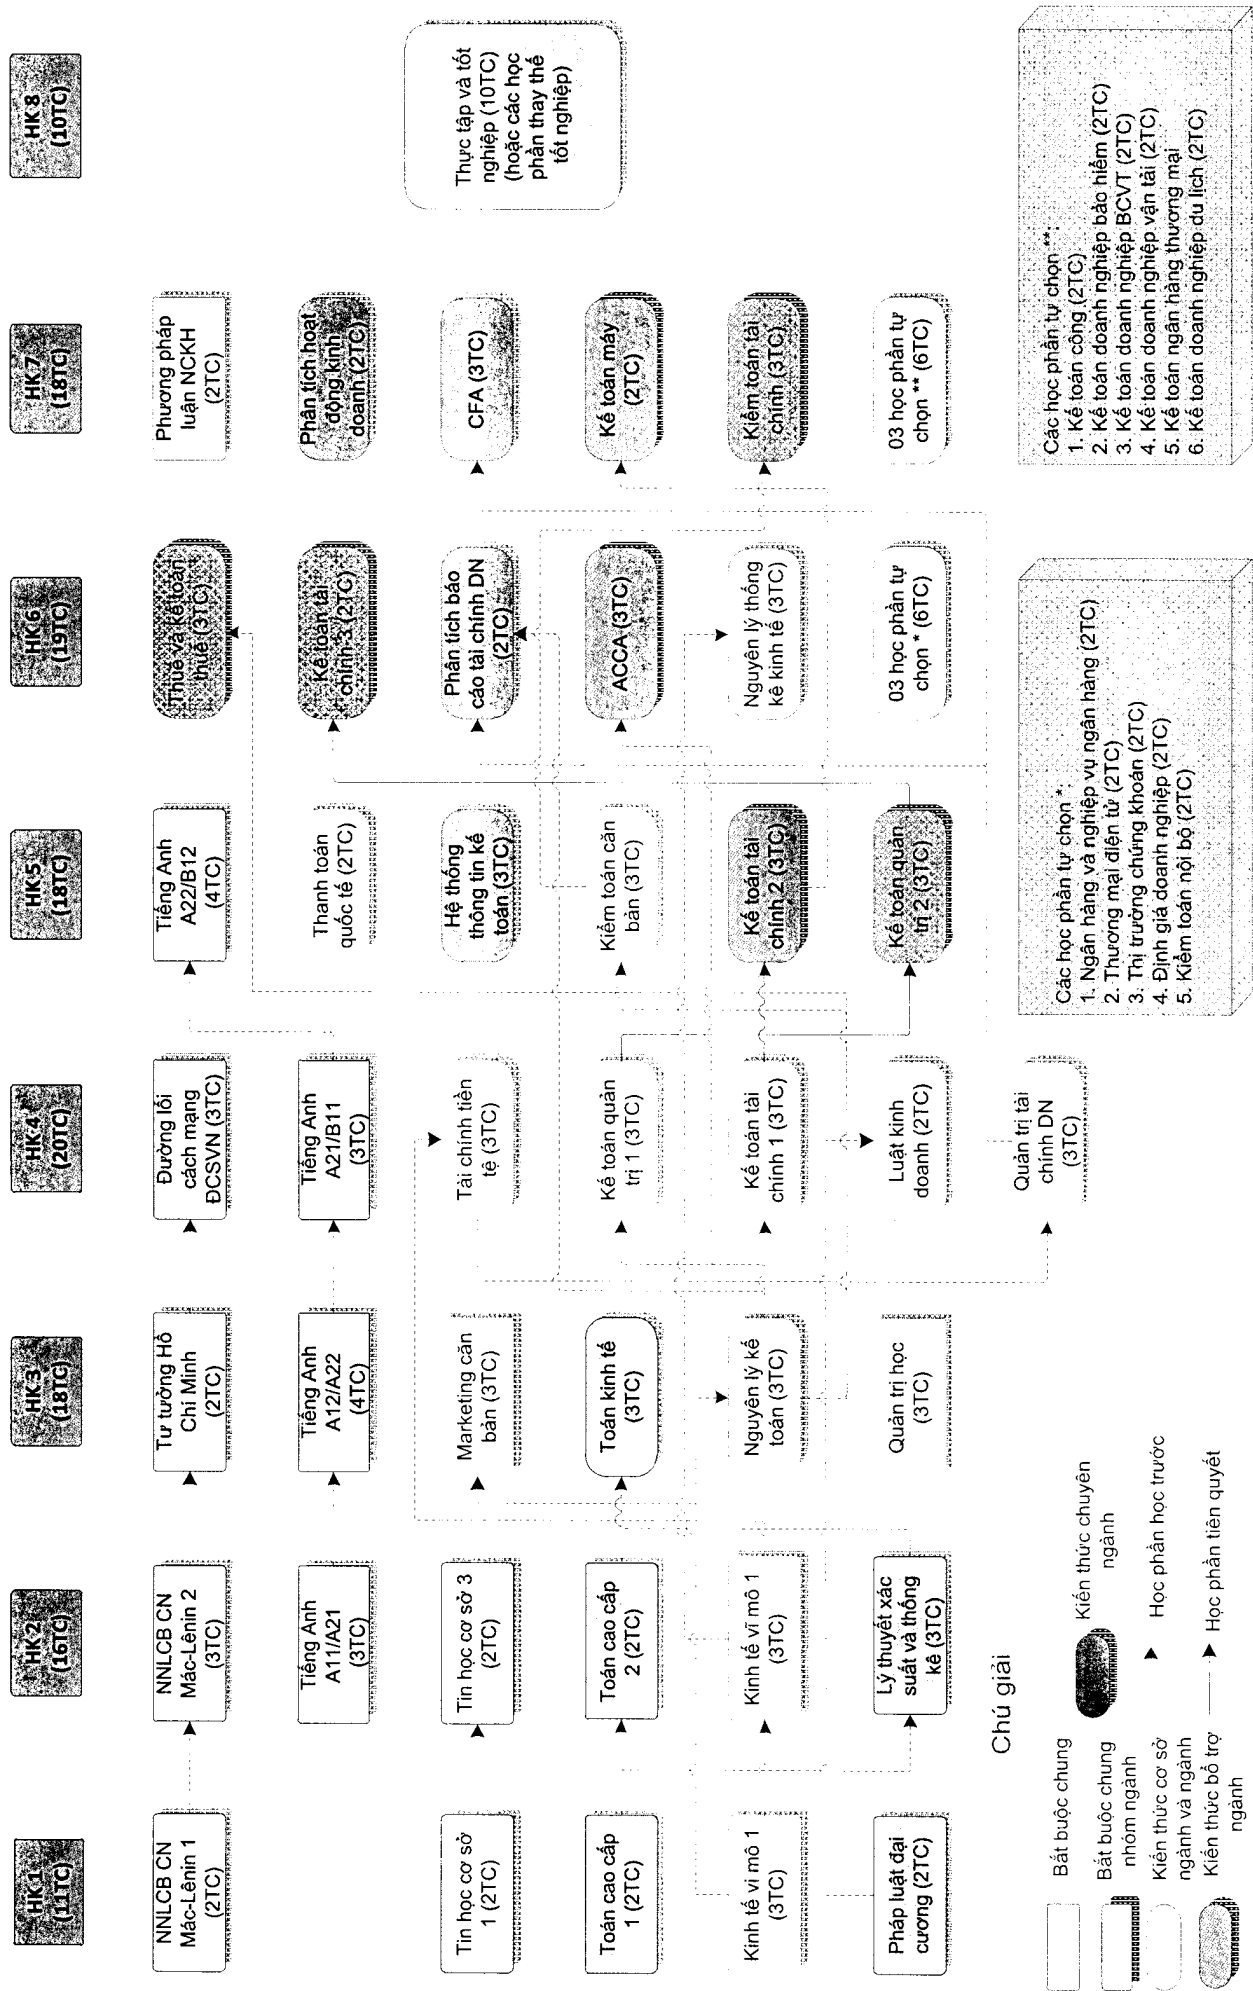 HK 1
(11TC)
HK 2
(16TC)
HK 3
(18TC)
HK 4
(20TC)
HK 5
(18TC)
HK 6
(19TC)
HK 7
(18TC)
HK 8
(10TC)
NNLCB CN
Mác-Lênin 1
(2TC)
NNLCB CN
Mác-Lênin 2
(3TC)
Tư tưởng Hồ
Chí Minh
(2TC)
Đường lối
cách mạng
ĐCSVN (3TC)
Tiếng Anh
A22/B12
(4TC)
Thuế và kế toán
thuế (3TC)
Phương pháp
luận NCKH
(2TC)
Tiếng Anh
A11/A21
(3TC)
Tiếng Anh
A12/A22
(4TC)
Tiếng Anh
A21/B11
(3TC)
Thanh toán
quốc tế (2TC)
Kế toán tài
chính 3 (2TC)
Phân tích hoạt
động kinh
doanh (2TC)
Tin học cơ sở
1 (2TC)
Tin học cơ sở 3
(2TC)
Marketing căn
bản (3TC)
Tài chính tiền
tệ (3TC)
Hệ thống
thông tin kế
toán (3TC)
Phân tích báo
cáo tài chính DN
(2TC)
CFA (3TC)
Thực tập và tốt
nghiệp (10TC)
(hoặc các học
phần thay thế
tốt nghiệp)
Toán cao cấp
1 (2TC)
Toán cao cấp
2 (2TC)
Toán kinh tế
(3TC)
Kế toán quản
trị 1 (3TC)
Kiểm toán căn
bản (3TC)
ACCA (3TC)
Kế toán máy
(2TC)
Kinh tế vi mô 1
(3TC)
Kinh tế vĩ mô 1
(3TC)
Nguyên lý kế
toán (3TC)
Kế toán tài
chính 1 (3TC)
Kế toán tài
chính 2 (3TC)
Nguyên lý thống
kê kinh tế (3TC)
Kiểm toán tài
chính (3TC)
Pháp luật đại
cương (2TC)
Lý thuyết xác
suất và thống
kê (3TC)
Quản trị học
(3TC)
Luật kinh
doanh (2TC)
Kế toán quản
trị 2 (3TC)
03 học phần tự
chọn * (6TC)
03 học phần tự
chọn ** (6TC)
Quản trị tài
chính DN
(3TC)
Chú giải
Bắt buộc chung
Bắt buộc chung
nhóm ngành
Kiến thức cơ sở
ngành và ngành
Kiến thức bổ trợ
ngành
Kiến thức chuyên
ngành
Học phần học trước
Học phần tiên quyết
Các học phần tự chọn *:
1. Ngân hàng và nghiệp vụ ngân hàng (2TC)
2. Thương mại điện tử (2TC)
3. Thị trường chứng khoán (2TC)
4. Định giá doanh nghiệp (2TC)
5. Kiểm toán nội bộ (2TC)
Các học phần tự chọn **:
1. Kế toán công (2TC)
2. Kế toán doanh nghiệp bảo hiểm (2TC)
3. Kế toán doanh nghiệp BCVT (2TC)
4. Kế toán doanh nghiệp vận tải (2TC)
5. Kế toán ngân hàng thương mại
6. Kế toán doanh nghiệp du lịch (2TC)